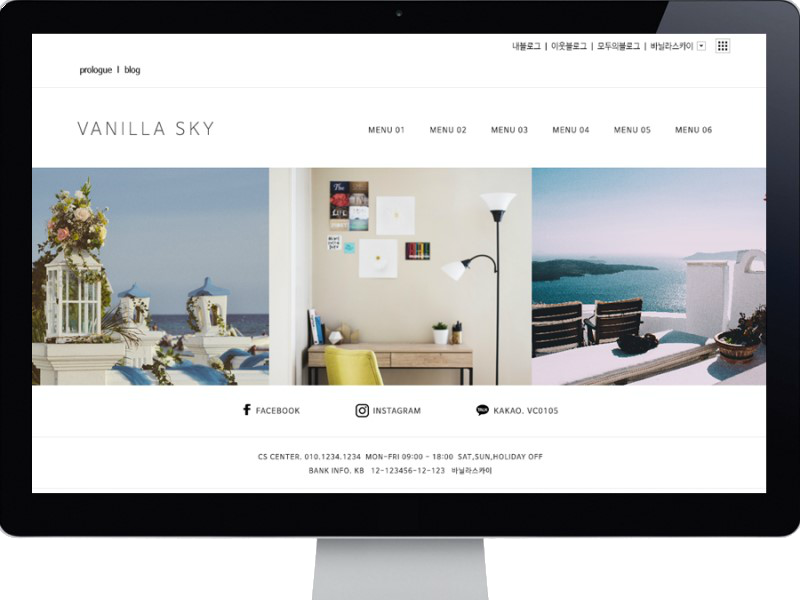 내블로그 | 이웃블로그 | 모두의블로그 | 바닐라스카이
prologue | blog
VANILLA SKY
MENU 01 MENU 02 MENU 03 MENU 04 MENU 05 MENU 06
FACEBOOK INSTAGRAM KAKAO. VC0105
CS CENTER. 010.1234.1234 MON-FRI 09:00 - 18:00 SAT,SUN,HOLIDAY OFF
BANK INFO. KB 12-123456-12-123 바닐라스카이